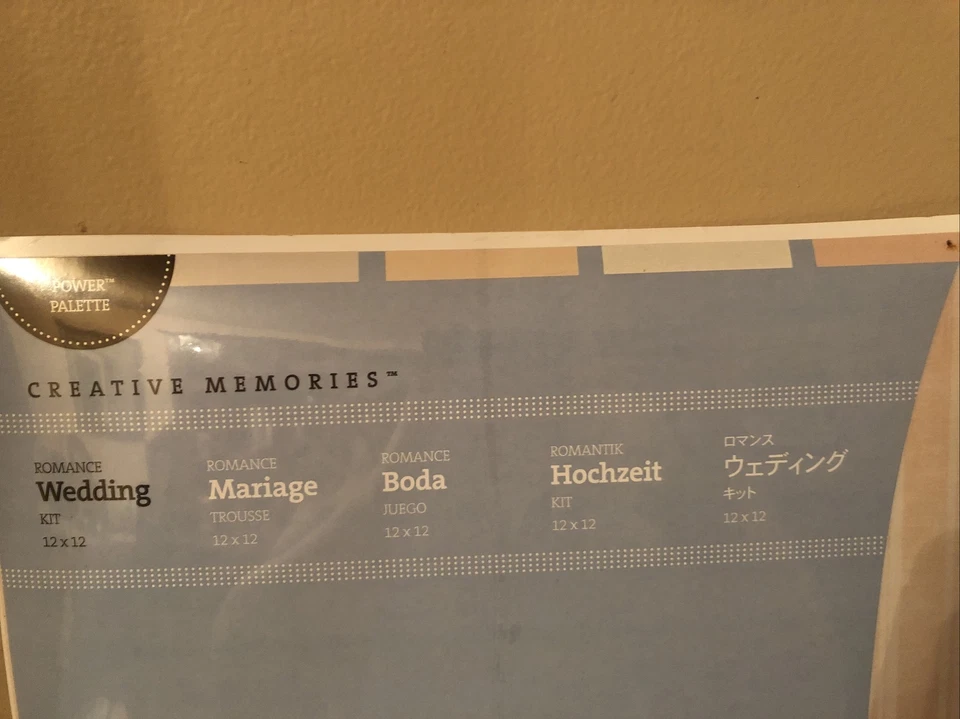 POWER™
PALETTE
CREATIVE MEMORIES™
ROMANCE
Wedding
KIT
12 x 12
ROMANCE
Mariage
TROUSSE
12 x 12
ROMANCE
Boda
JUEGO
12 x 12
ROMANTIK
Hochzeit
KIT
12 x 12
ロマンス
ウェディング
キット
12 x 12